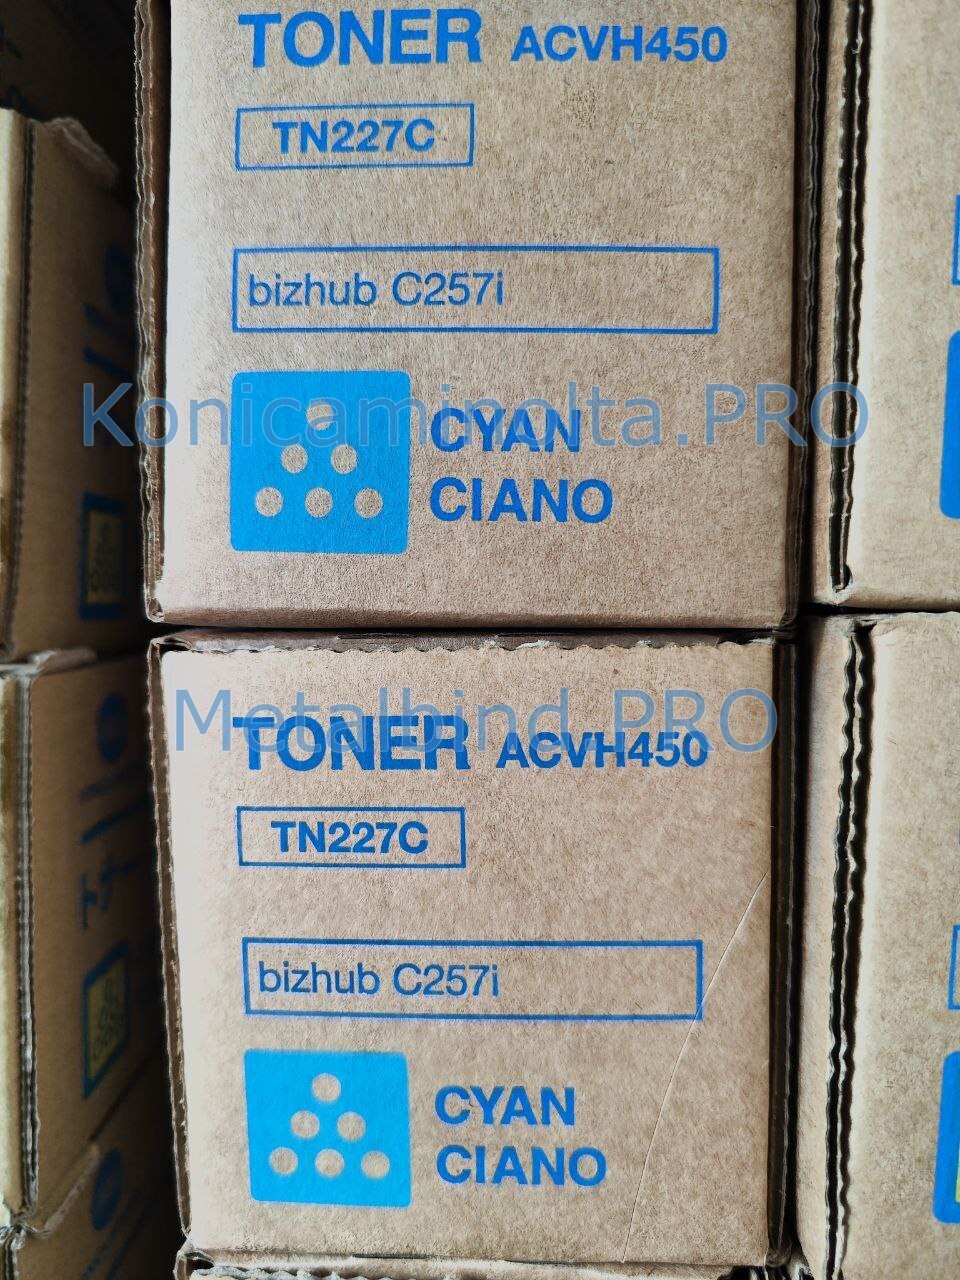 TONER ACVH450
TN227C
bizhub C257i
Konicaminolta.PRO
CYAN
CIANO
Metalbind.PRO
TONER ACVH450
TN227C
bizhub C257i
CYAN
CIANO